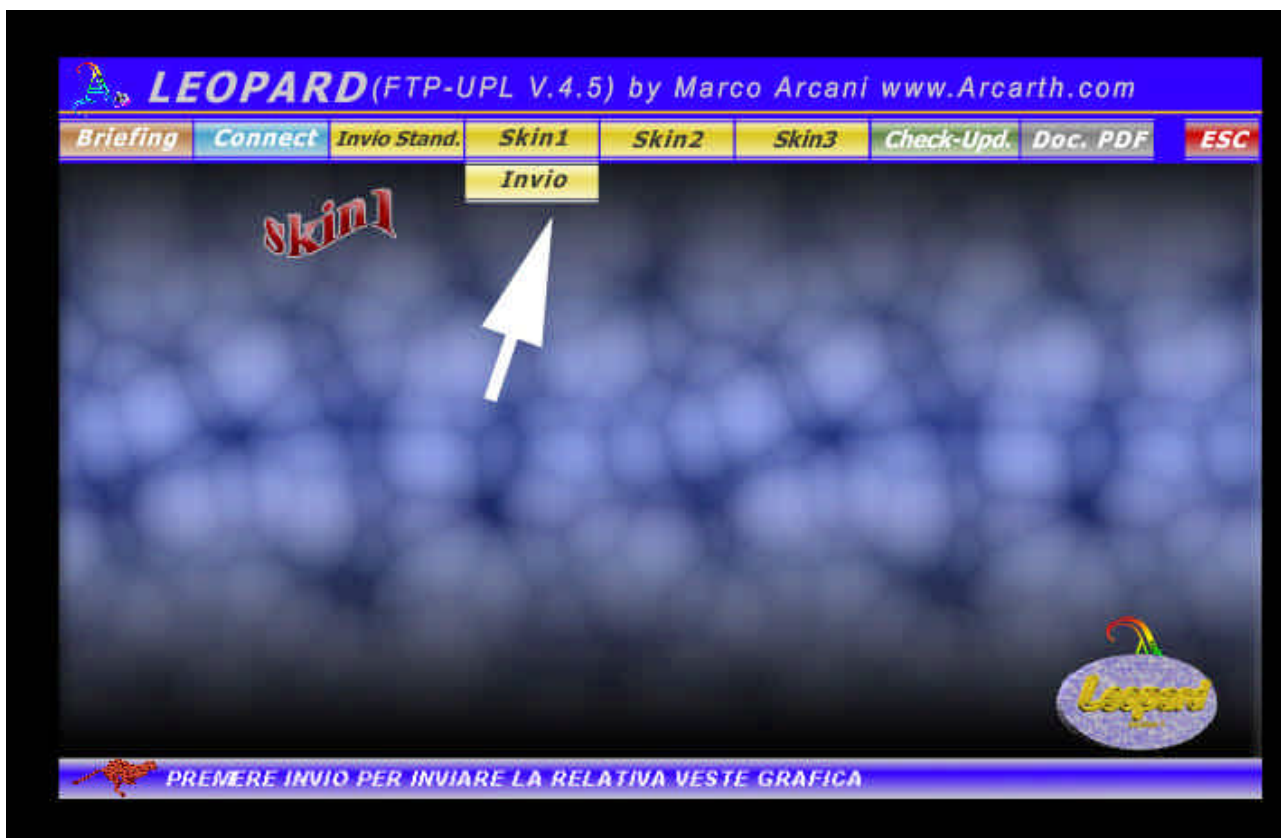 LEOPARD (FTP-UPL V.4.5) by Marco Arcani www.Arcarth.com
Briefing Connect Invio Stand. Skin1 Skin2 Skin3 Check-Upd. Doc. PDF ESC
Invio
Skin1
Leopard
PREMERE INVIO PER INVIARE LA RELATIVA VESTE GRAFICA